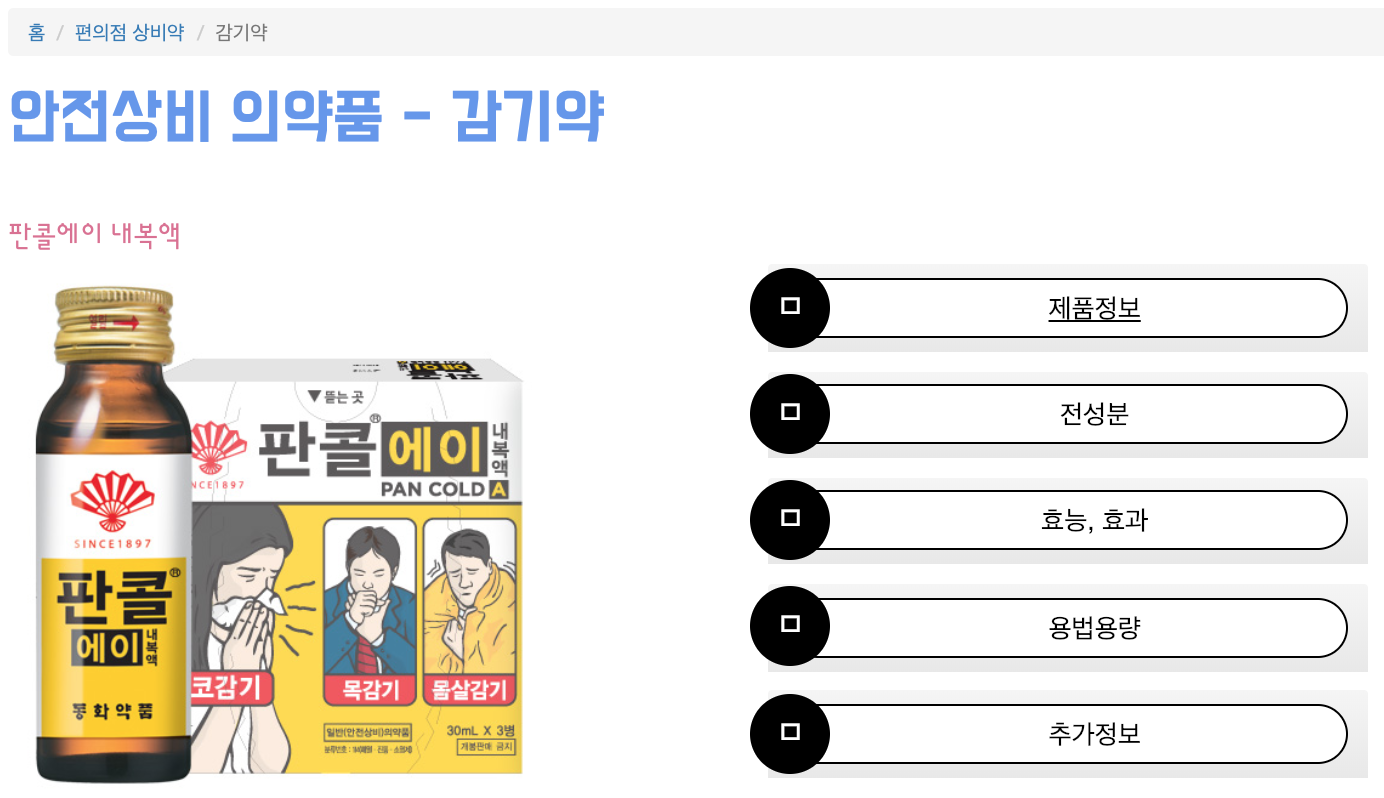 홈 / 편의점 상비약 / 감기약
안전상비 의약품 - 감기약
판콜에이 내복액
▼뜯는 곳
판콜® 에이 내복액
PAN COLD A
SINCE1897
판콜®
에이 내복액
동화약품
코감기
목감기
몸살감기
일반(안전상비)의약품
30mL X 3병
개봉판매 금지
제품정보
전성분
효능, 효과
용법용량
추가정보